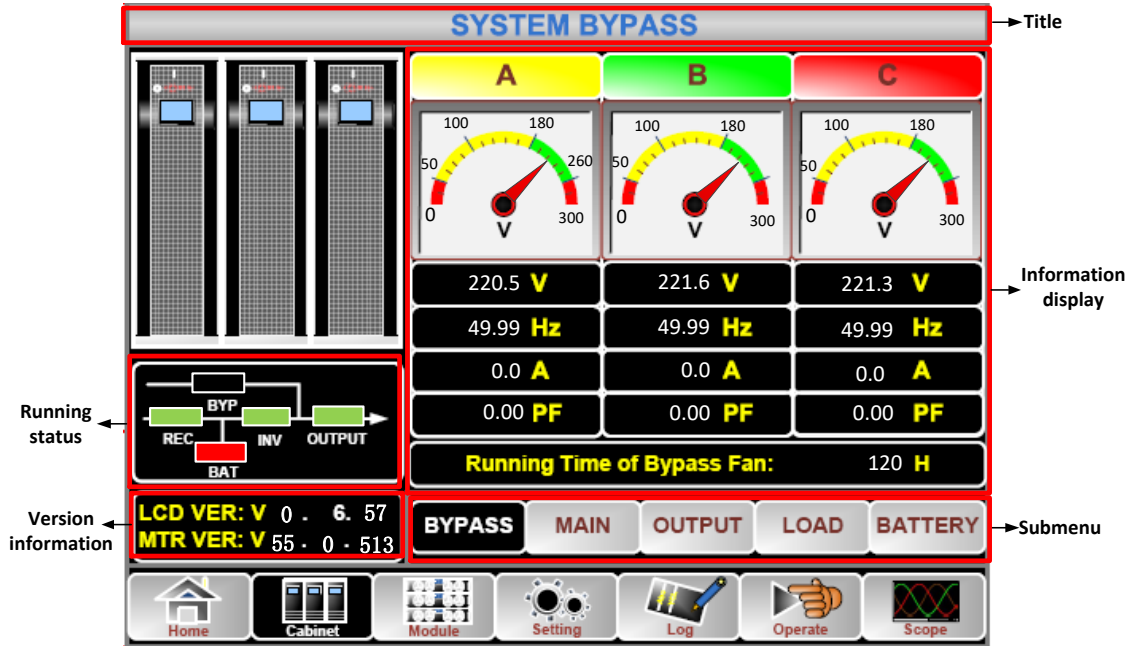 SYSTEM BYPASS
Title
A B C
100 180 100 180 100 180
50 260 50 50
0 300 0 300 0 300
V V V
220.5 V 221.6 V 221.3 V
Information
display
49.99 Hz 49.99 Hz 49.99 Hz
0.0 A 0.0 A 0.0 A
0.00 PF 0.00 PF 0.00 PF
Running Time of Bypass Fan: 120 H
Running
status
BYP
REC INV OUTPUT
BAT
Version
information
LCD VER: V 0 . 6. 57
MTR VER: V 55 . 0 . 513
BYPASS MAIN OUTPUT LOAD BATTERY
Submenu
Home Cabinet Module Setting Log Operate Scope